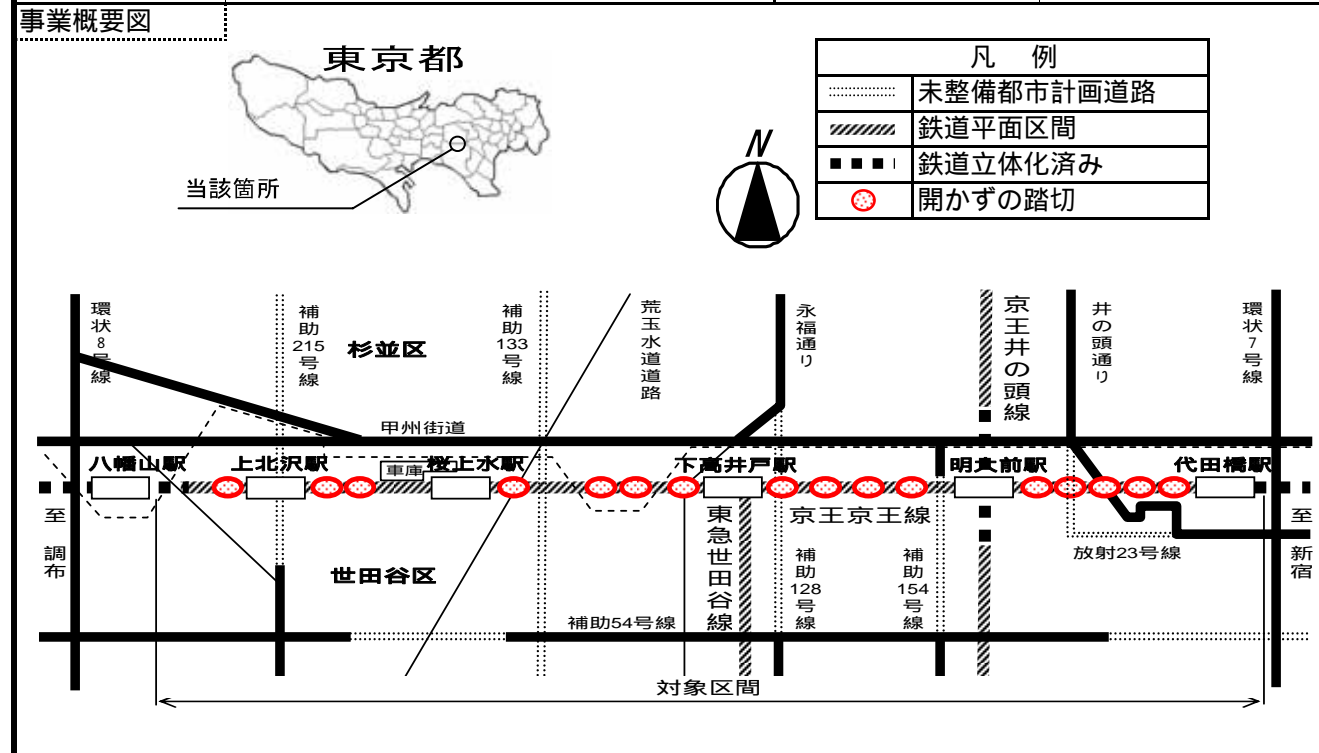 事業概要図
東京都
当該箇所
N
凡 例
未整備都市計画道路
鉄道平面区間
鉄道立体化済み
開かずの踏切
環状8号線
補助215号線
杉並区
補助133号線
荒玉水道道路
永福通り
京王井の頭線
井の頭通り
環状7号線
甲州街道
八幡山駅
上北沢駅
車庫
桜上水駅
下高井戸駅
明大前駅
代田橋駅
至調布
世田谷区
東急世田谷線
京王京王線
補助128号線
補助154号線
放射23号線
至新宿
補助54号線
対象区間